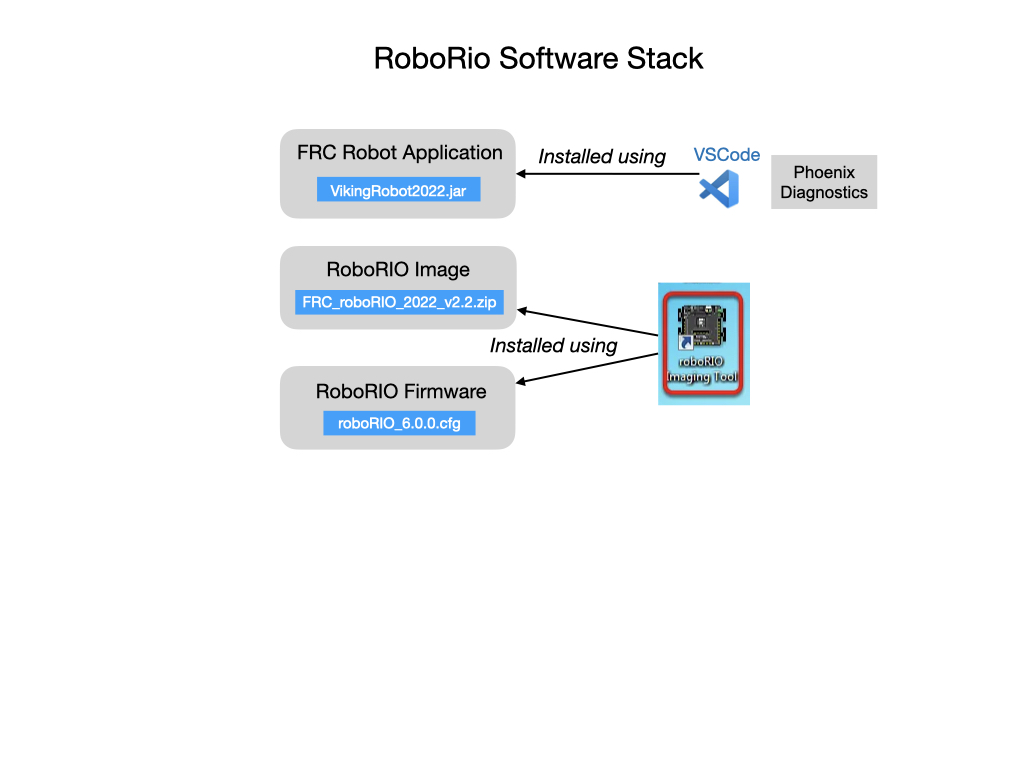 RoboRio Software Stack
FRC Robot Application
VikingRobot2022.jar
Installed using
VSCode
Phoenix
Diagnostics
RoboRIO Image
FRC_roboRIO_2022_v2.2.zip
Installed using
roboRIO
Imaging Tool
RoboRIO Firmware
roboRIO_6.0.0.cfg